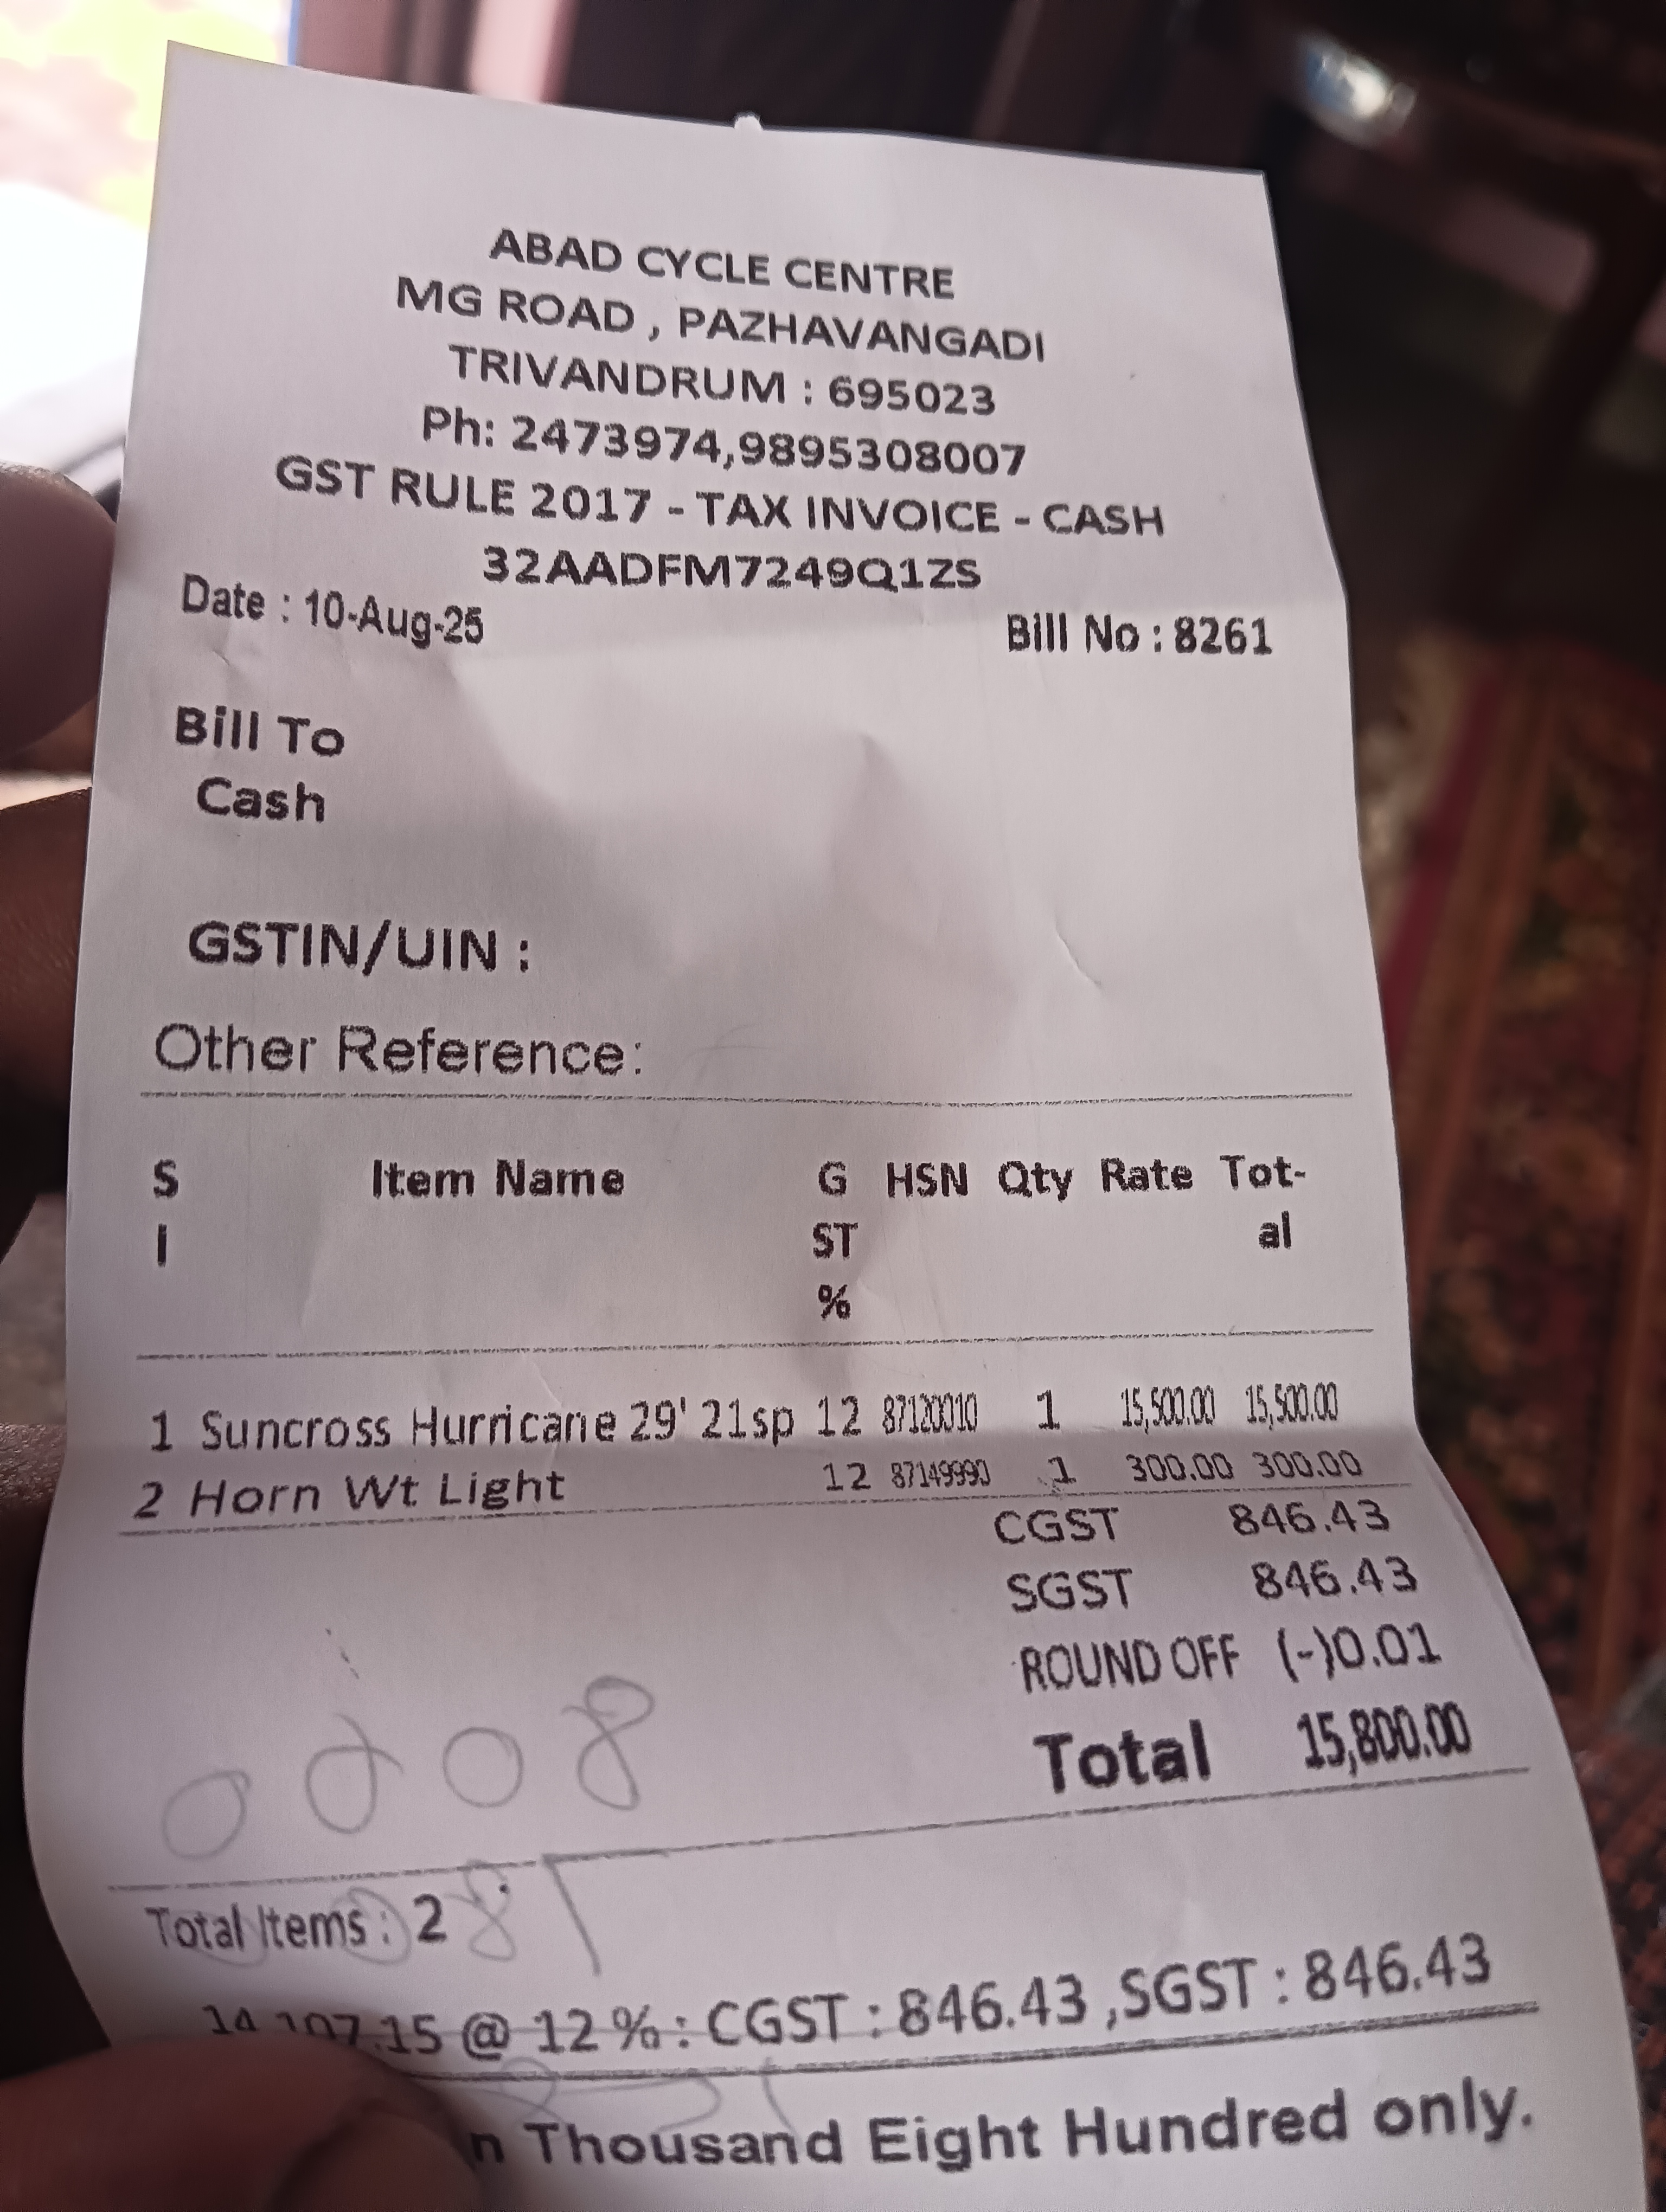 ABAD CYCLE CENTRE
MG ROAD , PAZHAVANGADI
TRIVANDRUM : 695023
Ph: 2473974,9895308007
GST RULE 2017 - TAX INVOICE - CASH
32AADFM7249Q1ZS
Date : 10-Aug-25 Bill No : 8261
Bill To
Cash
GSTIN/UIN :
Other Reference:
S Item Name G HSN Qty Rate Tot-
l ST al
%
1 Suncross Hurricane 29' 21sp 12 87120010 1 15,500.00 15,500.00
2 Horn Wt Light 12 87149990 1 300.00 300.00
CGST 846.43
SGST 846.43
ROUND OFF (-)0.01
Total 15,800.00
Total Items : 2
14,107.15 @ 12 % : CGST : 846.43 ,SGST : 846.43
Thousand Eight Hundred only.